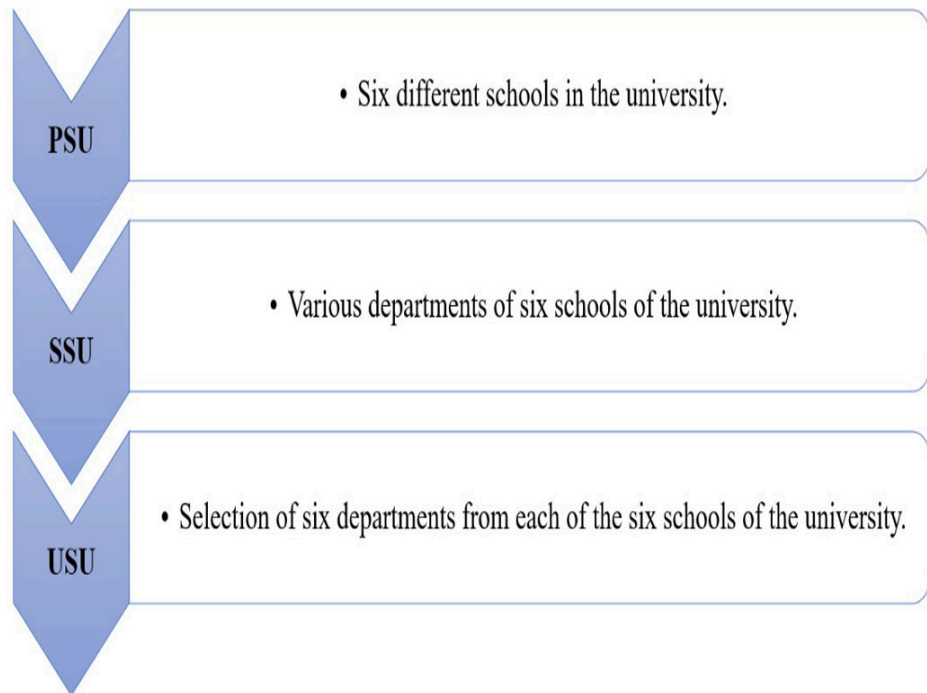 PSU
• Six different schools in the university.
SSU
• Various departments of six schools of the university.
USU
• Selection of six departments from each of the six schools of the university.